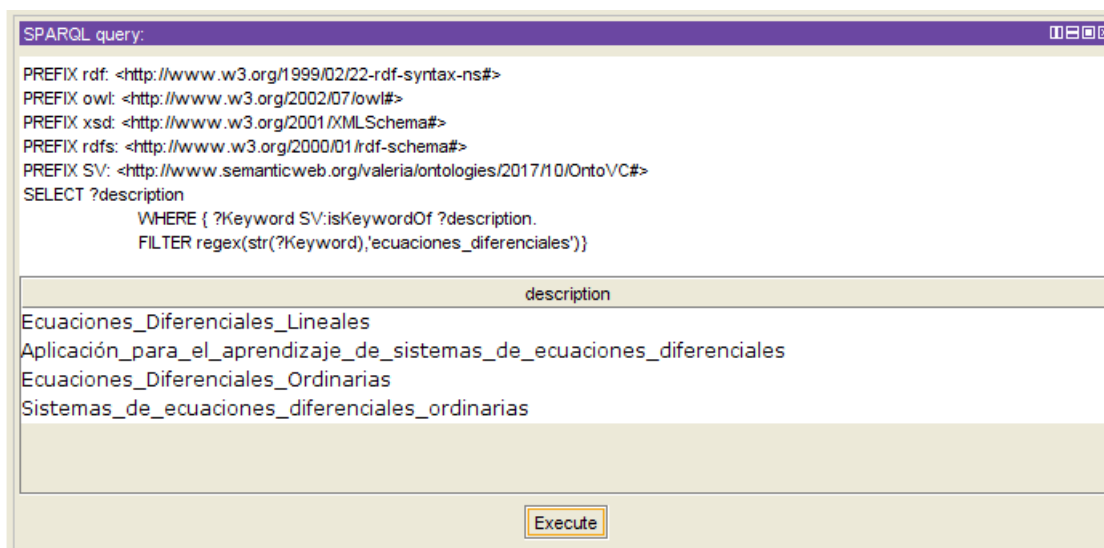 SPARQL query:
PREFIX rdf: <http://www.w3.org/1999/02/22-rdf-syntax-ns#>
PREFIX owl: <http://www.w3.org/2002/07/owl#>
PREFIX xsd: <http://www.w3.org/2001/XMLSchema#>
PREFIX rdfs: <http://www.w3.org/2000/01/rdf-schema#>
PREFIX SV: <http://www.semanticweb.org/valeria/ontologies/2017/10/OntoVC#>
SELECT ?description
WHERE { ?Keyword SV:isKeywordOf ?description.
FILTER regex(str(?Keyword),'ecuaciones_diferenciales')}
description
Ecuaciones_Diferenciales_Lineales
Aplicación_para_el_aprendizaje_de_sistemas_de_ecuaciones_diferenciales
Ecuaciones_Diferenciales_Ordinarias
Sistemas_de_ecuaciones_diferenciales_ordinarias
Execute